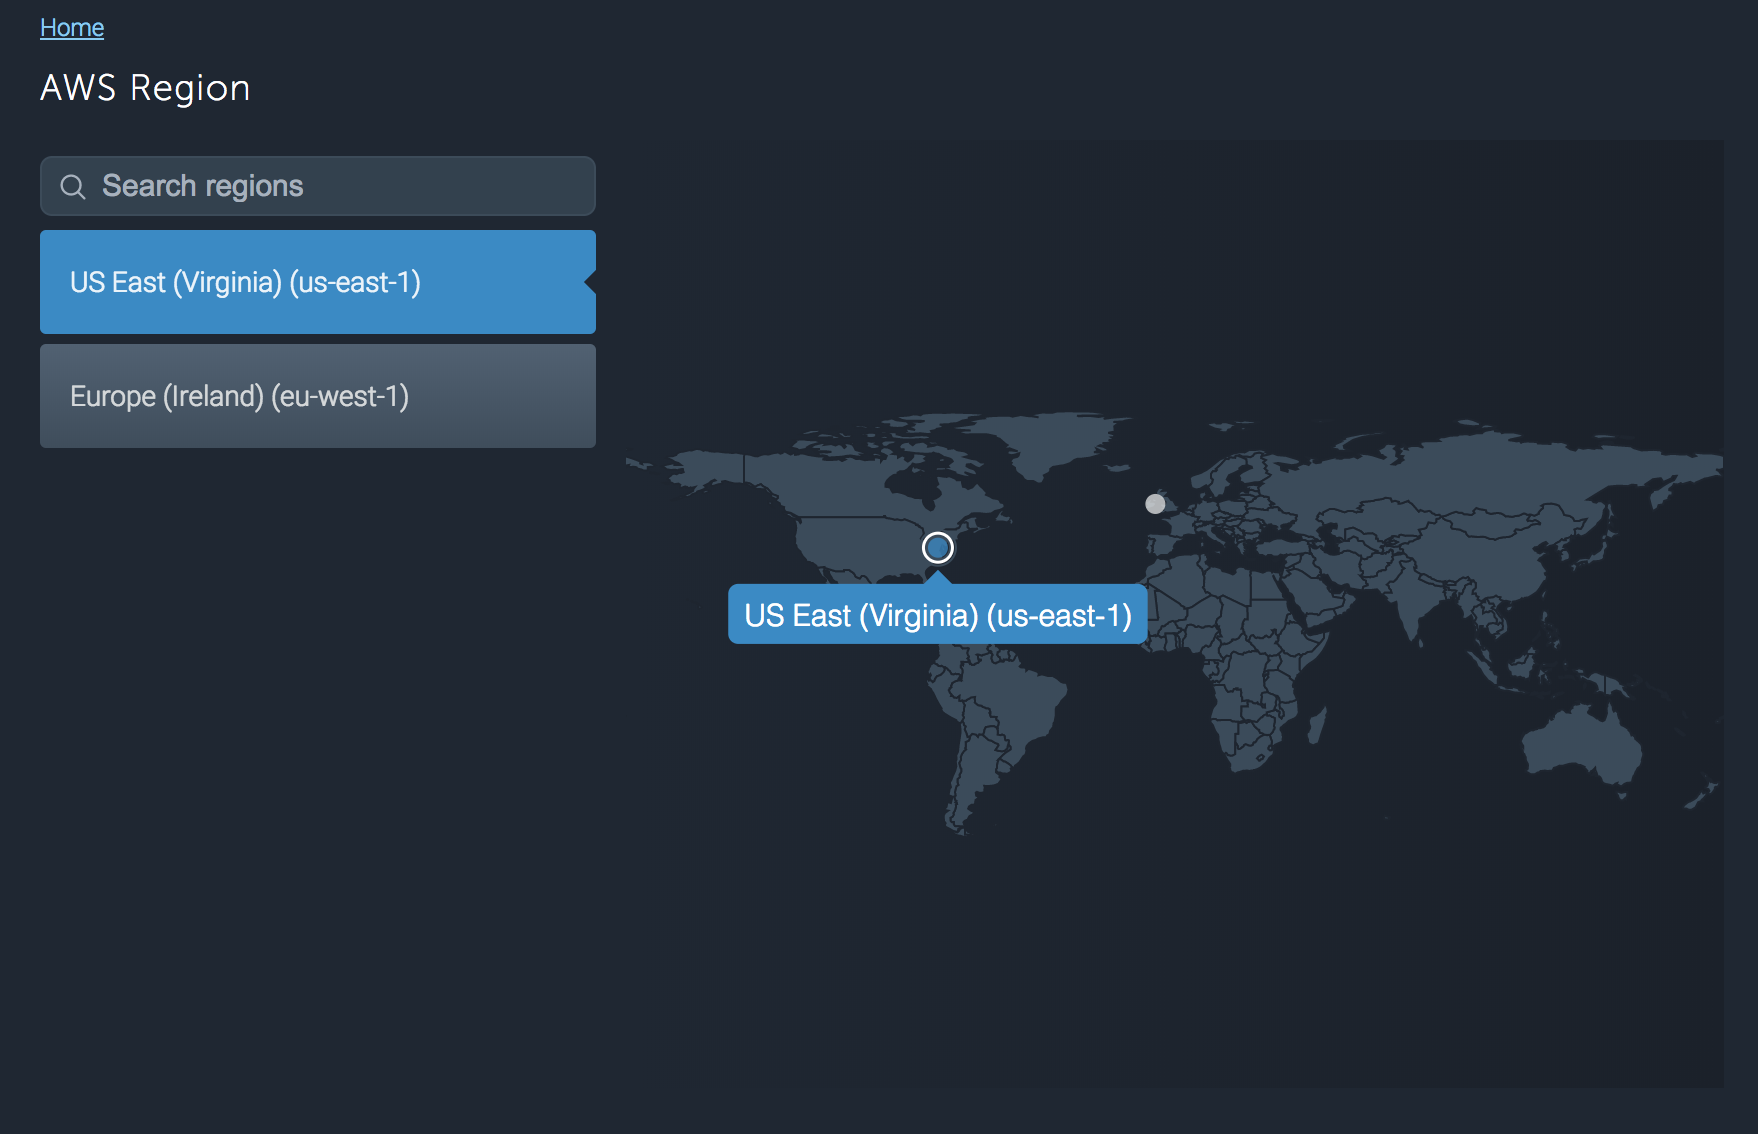 Home
AWS Region
Search regions
US East (Virginia) (us-east-1)
Europe (Ireland) (eu-west-1)
US East (Virginia) (us-east-1)